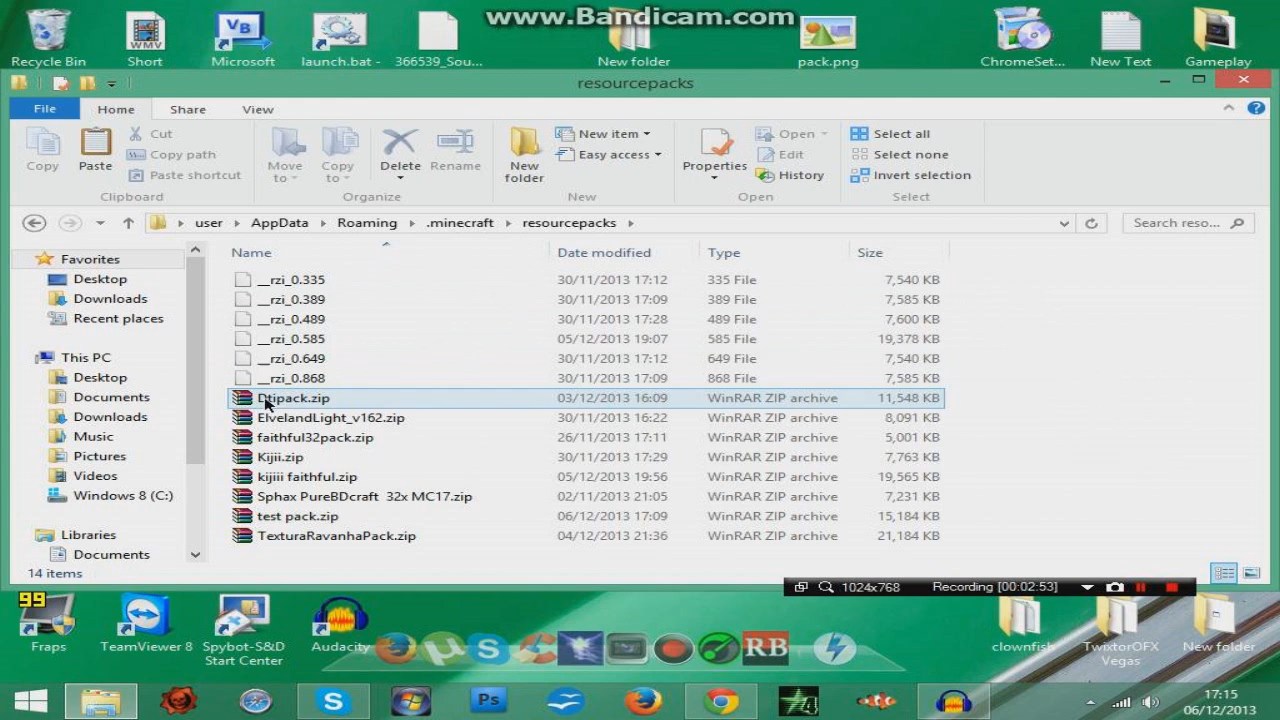 www.Bandicam.com
Recycle Bin
Short
Microsoft
launch.bat -
366539_Sou...
New folder
pack.png
ChromeSet...
New Text
Gameplay
WMV
VB
resourcepacks
File Home Share View
Copy
Paste
Cut
Copy path
Paste shortcut
Clipboard
Move to
Copy to
Delete
Rename
Organize
New folder
New item
Easy access
New
Properties
Open
Edit
History
Open
Select all
Select none
Invert selection
Select
user AppData Roaming .minecraft resourcepacks
Search reso...
Name Date modified Type Size
__rzi_0.335 30/11/2013 17:12 335 File 7,540 KB
__rzi_0.389 30/11/2013 17:09 389 File 7,585 KB
__rzi_0.489 30/11/2013 17:28 489 File 7,600 KB
__rzi_0.585 05/12/2013 19:07 585 File 19,378 KB
__rzi_0.649 30/11/2013 17:12 649 File 7,540 KB
__rzi_0.868 30/11/2013 17:09 868 File 7,585 KB
Dtipack.zip 03/12/2013 16:09 WinRAR ZIP archive 11,548 KB
ElvelandLight_v162.zip 30/11/2013 16:22 WinRAR ZIP archive 8,091 KB
faithful32pack.zip 26/11/2013 17:11 WinRAR ZIP archive 5,001 KB
Kijii.zip 30/11/2013 17:29 WinRAR ZIP archive 7,763 KB
kijiii faithful.zip 05/12/2013 19:56 WinRAR ZIP archive 19,565 KB
Sphax PureBDcraft 32x MC17.zip 02/11/2013 21:05 WinRAR ZIP archive 7,231 KB
test pack.zip 06/12/2013 17:09 WinRAR ZIP archive 15,184 KB
TexturaRavanhaPack.zip 04/12/2013 21:36 WinRAR ZIP archive 21,184 KB
Favorites
Desktop
Downloads
Recent places
This PC
Desktop
Documents
Downloads
Music
Pictures
Videos
Windows 8 (C:)
Libraries
Documents
14 items
1024x768 Recording [00:02:53]
99
Fraps
TeamViewer 8
Spybot-S&D
Start Center
Audacity
RB
clownfish
TwixtorOFX
Vegas
New folder
Ps
17:15
06/12/2013